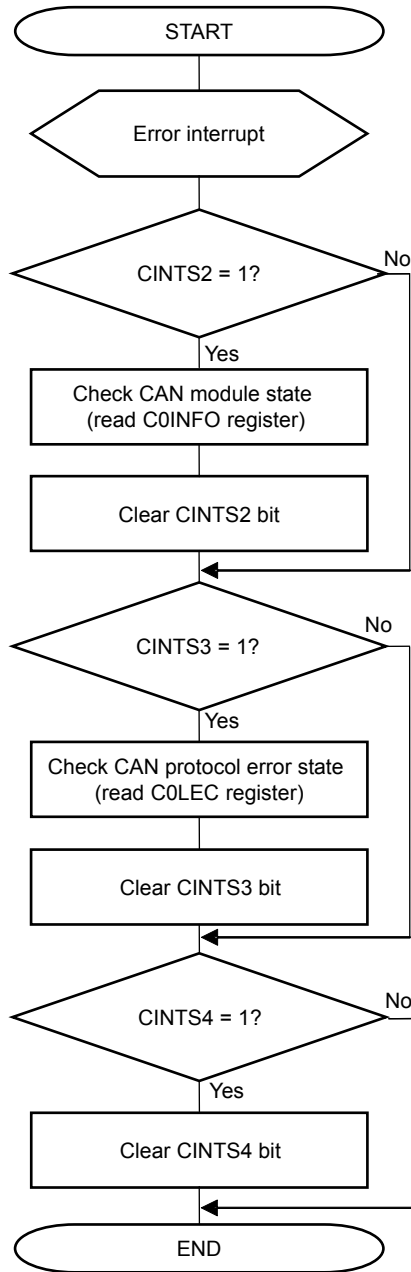 START
Error interrupt
CINTS2 = 1?
No
Yes
Check CAN module state
(read C0INFO register)
Clear CINTS2 bit
CINTS3 = 1?
No
Yes
Check CAN protocol error state
(read C0LEC register)
Clear CINTS3 bit
CINTS4 = 1?
No
Yes
Clear CINTS4 bit
END